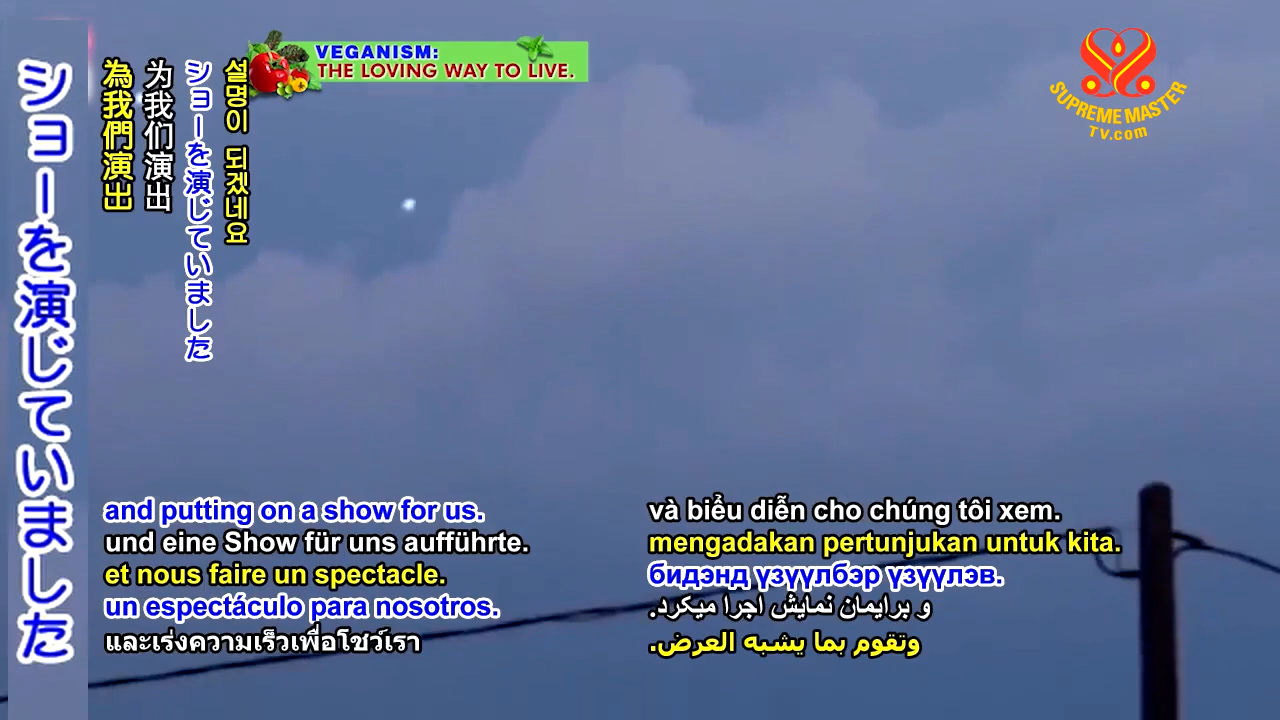 ショーを演じていました
為我們演出
为我们演出
ショーを演じていました
설명이 되겠네요
VEGANISM:
THE LOVING WAY TO LIVE.
SUPREME MASTER
TV.com
and putting on a show for us.
und eine Show für uns aufführte.
et nous faire un spectacle.
un espectáculo para nosotros.
และเร่งความเร็วเพื่อโชว์เรา
và biểu diễn cho chúng tôi xem.
mengadakan pertunjukan untuk kita.
бидэнд үзүүлбэр үзүүлэв.
و برایمان نمایش اجرا میکرد.
وتقوم بما يشبه العرض.